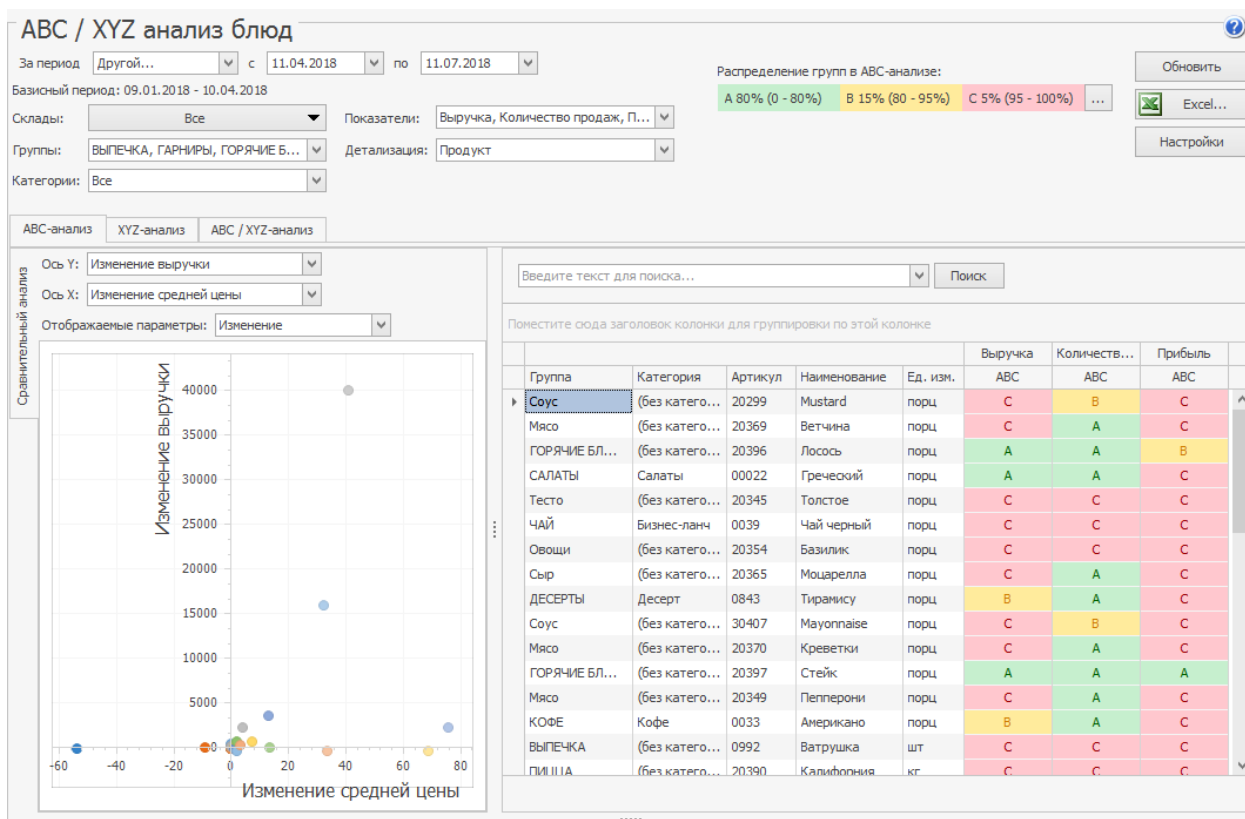 ABC / XYZ анализ блюд
За период Другой... с 11.04.2018 по 11.07.2018
Базисный период: 09.01.2018 - 10.04.2018
Склады: Все Показатели: Выручка, Количество продаж, П...
Группы: ВЫПЕЧКА, ГАРНИРЫ, ГОРЯЧИЕ Б... Детализация: Продукт
Категории: Все
Распределение групп в ABC-анализе:
A 80% (0 - 80%) B 15% (80 - 95%) C 5% (95 - 100%) ...
Обновить
Excel...
Настройки
ABC-анализ XYZ-анализ ABC / XYZ-анализ
Сравнительный анализ
Ось Y: Изменение выручки
Ось X: Изменение средней цены
Отображаемые параметры: Изменение
Изменение выручки
40000
35000
30000
25000
20000
15000
10000
5000
0
-60 -40 -20 0 20 40 60 80
Изменение средней цены
Введите текст для поиска... Поиск
Поместите сюда заголовок колонки для группировки по этой колонке
Выручка Количеств... Прибыль
Группа Категория Артикул Наименование Ед. изм. ABC ABC ABC
Соус (без катего... 20299 Mustard порц C B C
Мясо (без катего... 20369 Ветчина порц C A C
ГОРЯЧИЕ БЛ... (без катего... 20396 Лосось порц A A B
САЛАТЫ Салаты 00022 Греческий порц A A C
Тесто (без катего... 20345 Толстое порц C C C
ЧАЙ Бизнес-ланч 0039 Чай черный порц C C C
Овощи (без катего... 20354 Базилик порц C C C
Сыр (без катего... 20365 Моцарелла порц C A C
ДЕСЕРТЫ Десерт 0843 Тирамису порц B A C
Соус (без катего... 30407 Mayonnaise порц C B C
Мясо (без катего... 20370 Креветки порц C A C
ГОРЯЧИЕ БЛ... (без катего... 20397 Стейк порц A A A
Мясо (без катего... 20349 Пепперони порц C A C
КОФЕ Кофе 0033 Американо порц B A C
ВЫПЕЧКА (без катего... 0992 Ватрушка шт C C C
ПИЦЦА (без катего... 20390 Калифорния кг C C C